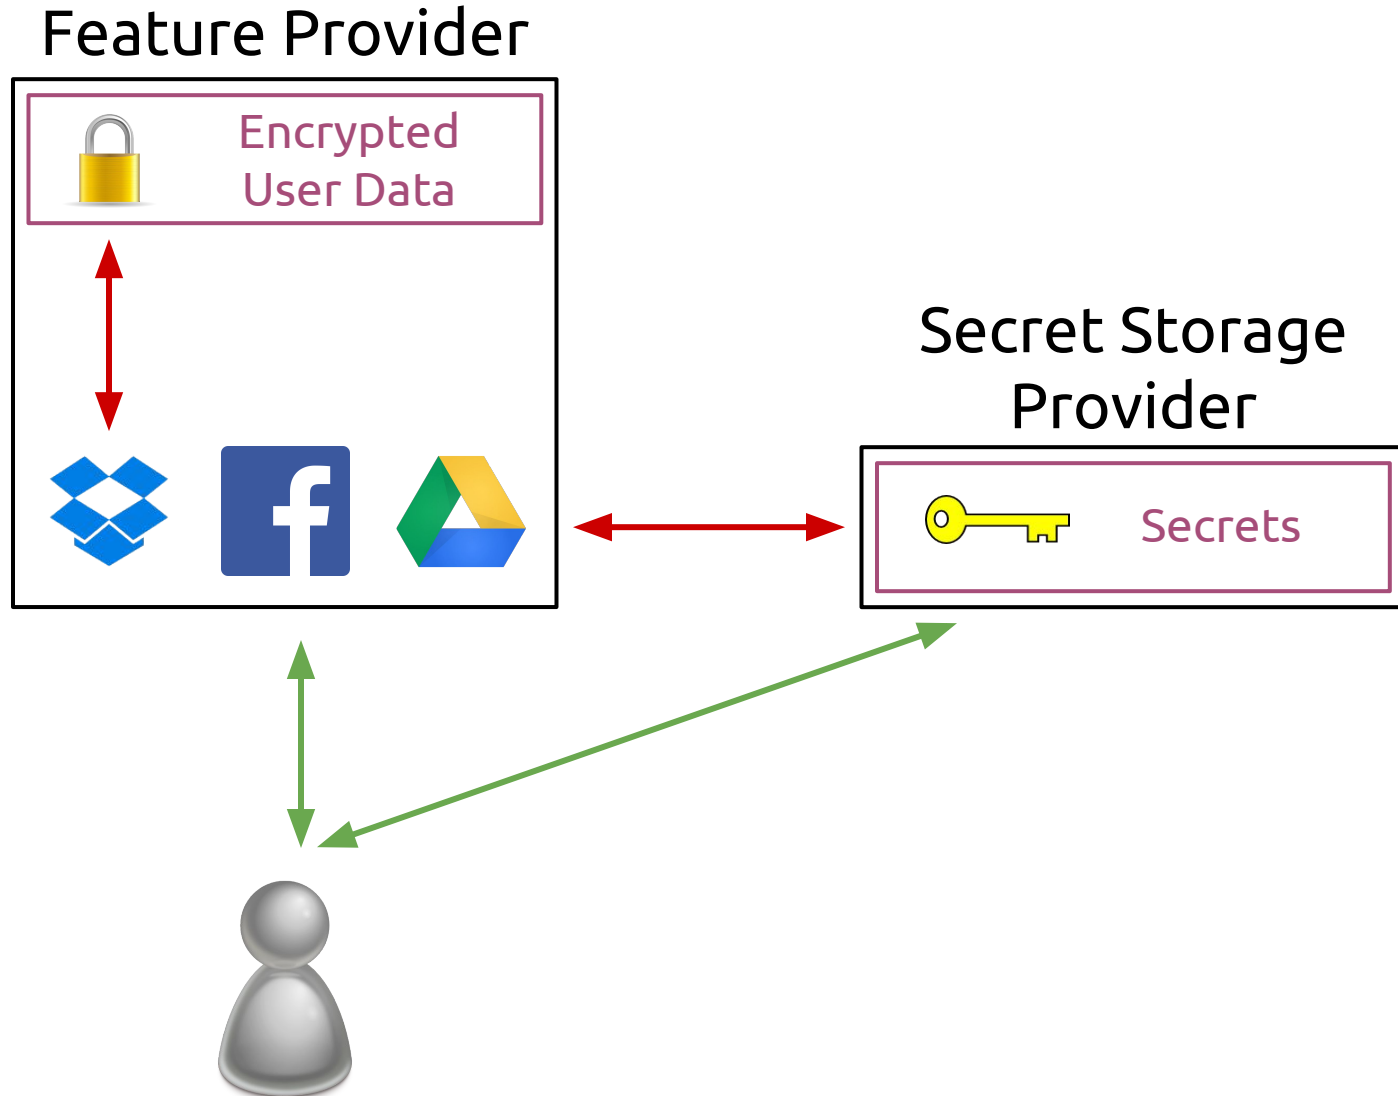 Feature Provider
Encrypted
User Data
Secret Storage
Provider
Secrets